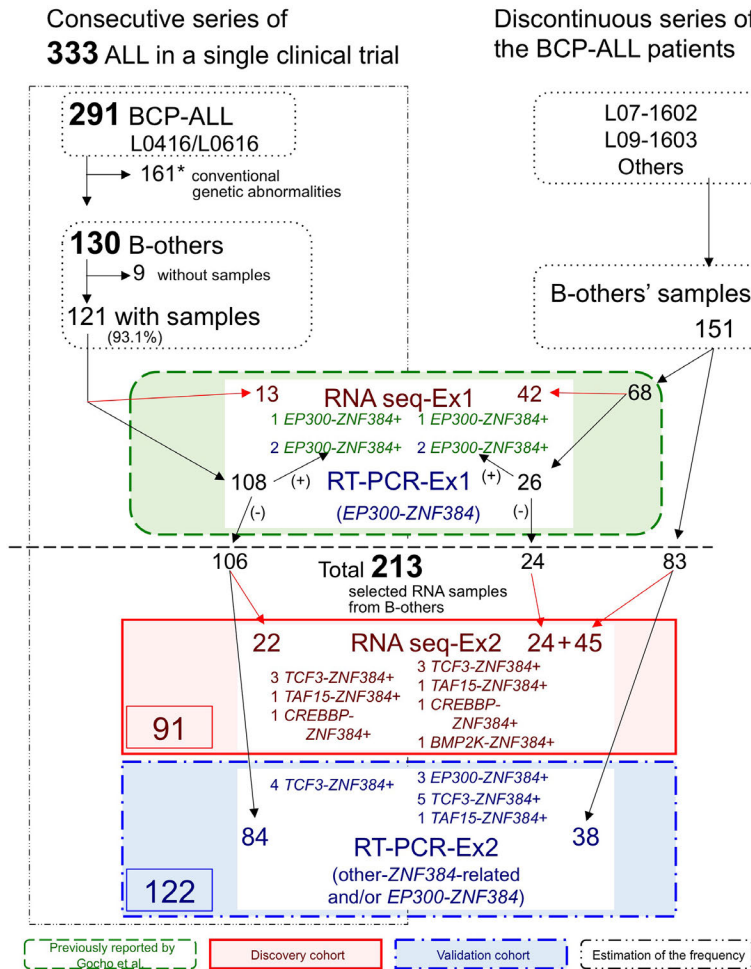 Consecutive series of
333 ALL in a single clinical trial
Discontinuous series of
the BCP-ALL patients
291 BCP-ALL
L0416/L0616
161* conventional
genetic abnormalities
130 B-others
9 without samples
121 with samples
(93.1%)
L07-1602
L09-1603
Others
B-others' samples
151
13 RNA seq-Ex1 42 68
1 EP300-ZNF384+ 1 EP300-ZNF384+
2 EP300-ZNF384+ 2 EP300-ZNF384+
108 (+) RT-PCR-Ex1 (+) 26
(-) (EP300-ZNF384) (-)
106 Total 213 24 83
selected RNA samples
from B-others
22 RNA seq-Ex2 24+45
3 TCF3-ZNF384+
1 TAF15-ZNF384+
1 CREBBP-
ZNF384+
3 TCF3-ZNF384+
1 TAF15-ZNF384+
1 CREBBP-
ZNF384+
1 BMP2K-ZNF384+
91
4 TCF3-ZNF384+
3 EP300-ZNF384+
5 TCF3-ZNF384+
1 TAF15-ZNF384+
84 RT-PCR-Ex2 38
(other-ZNF384-related
and/or EP300-ZNF384)
122
Previously reported by
Gocho et al.
Discovery cohort
Validation cohort
Estimation of the frequency